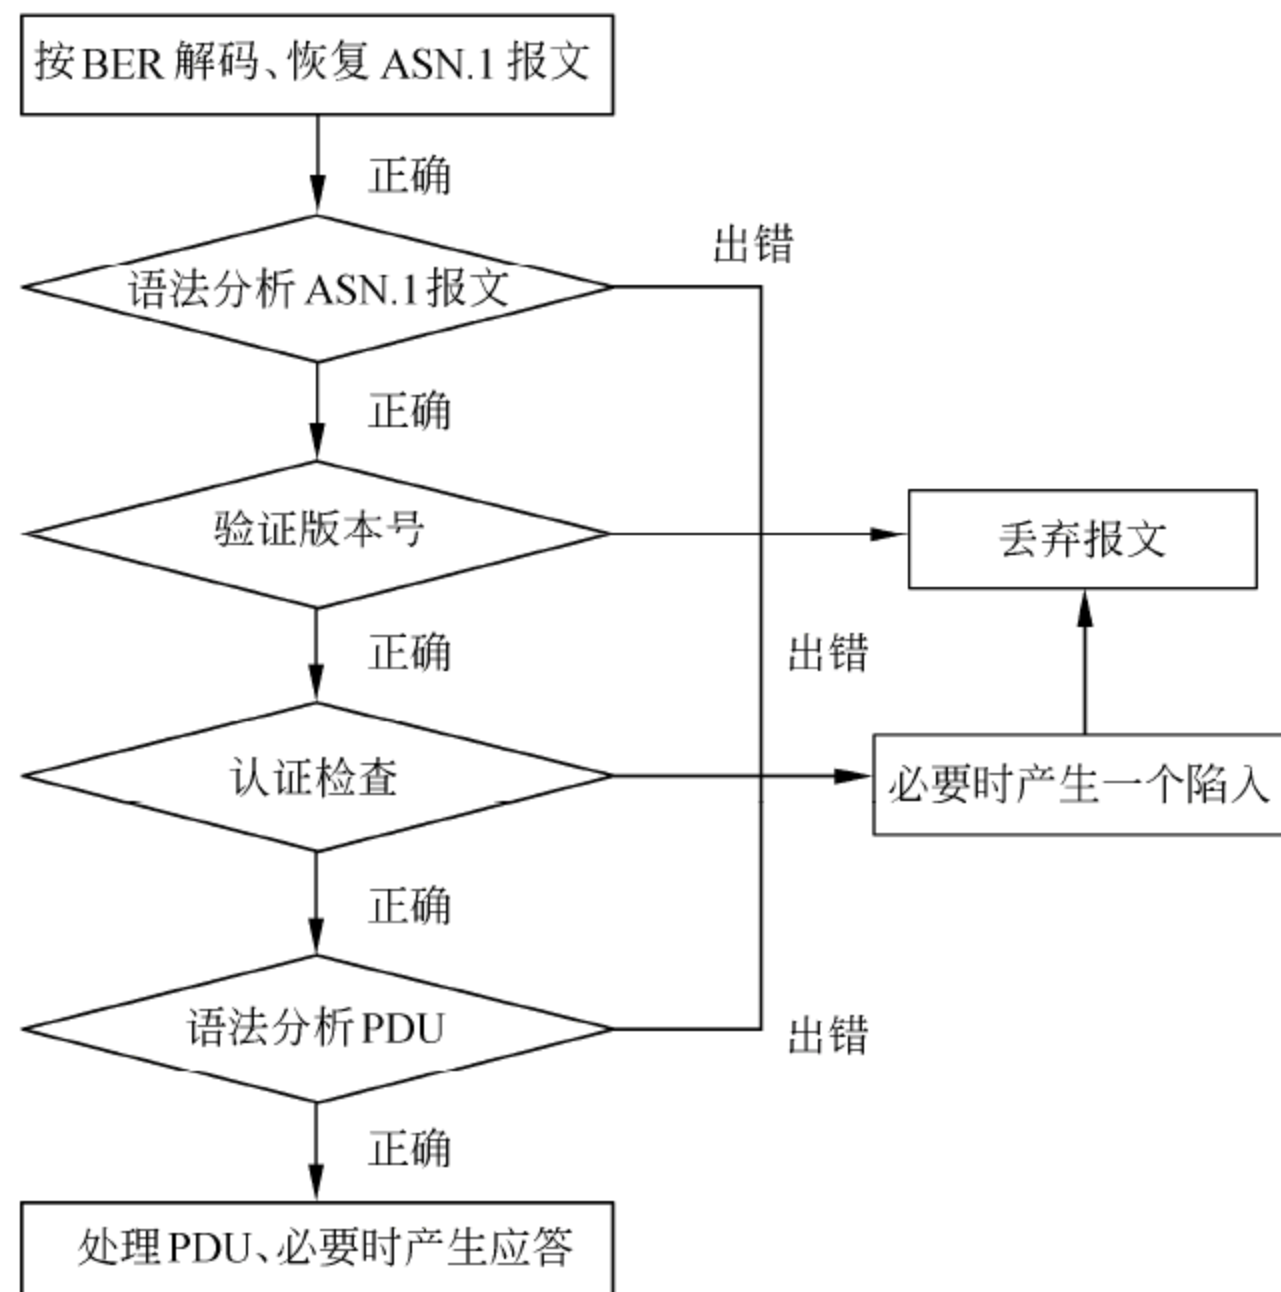 按BER解码、恢复ASN.1报文
正确
出错
语法分析ASN.1报文
正确
验证版本号
丢弃报文
正确
出错
认证检查
必要时产生一个陷入
正确
语法分析PDU
出错
正确
处理PDU、必要时产生应答